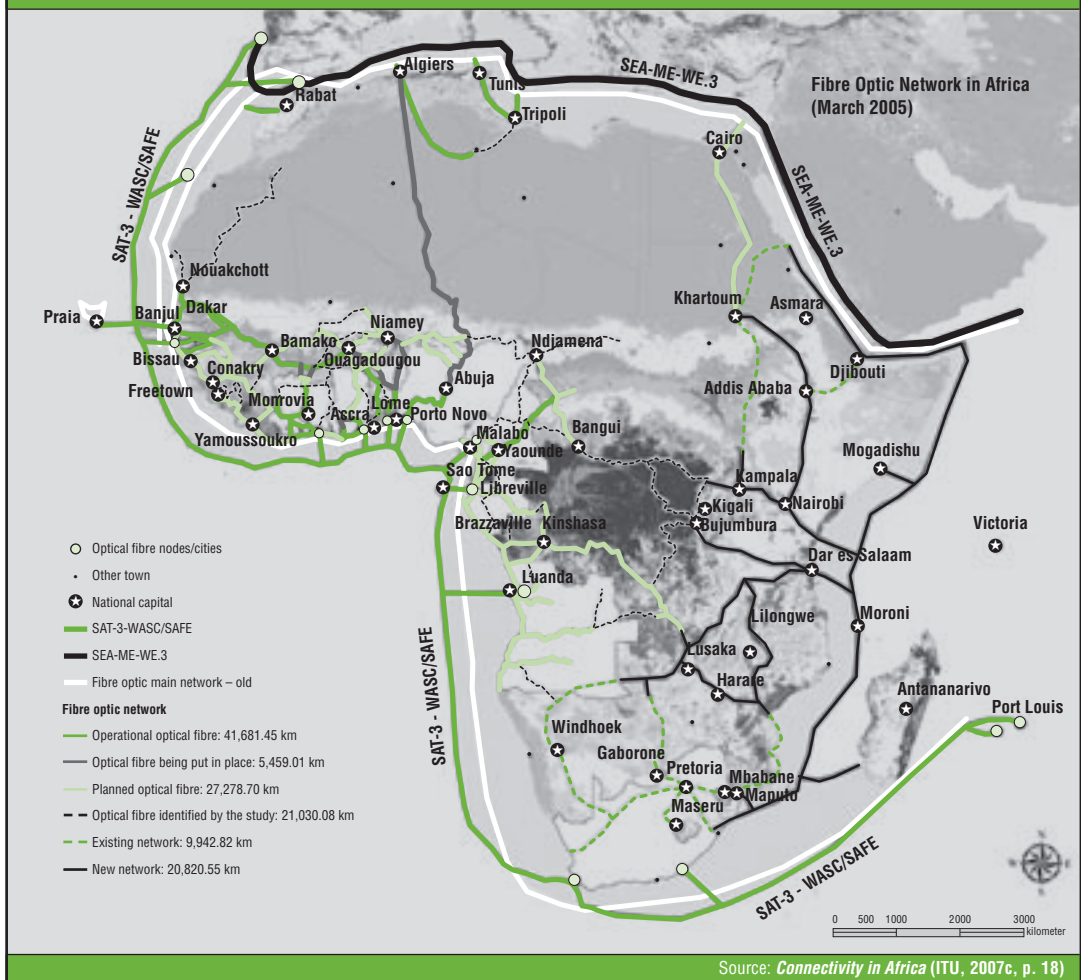 Fibre Optic Network in Africa
(March 2005)
SEA-ME-WE.3
SEA-ME-WE.3
SAT-3 - WASC/SAFE
Algiers
Tunis
Rabat
Tripoli
Cairo
Nouakchott
Praia
Banjul
Dakar
Khartoum
Asmara
Bissau
Bamako
Niamey
Ouagadougou
Ndjamena
Conakry
Freetown
Monrovia
Abuja
Addis Ababa
Djibouti
Accra
Lome
Porto Novo
Yamoussoukro
Malabo
Yaounde
Bangui
Mogadishu
Sao Tome
Libreville
Kampala
Kigali
Nairobi
Brazzaville
Kinshasa
Bujumbura
Victoria
Dar es Salaam
Luanda
Lilongwe
Moroni
Lusaka
Harare
Antananarivo
Port Louis
SAT-3 - WASC/SAFE
Windhoek
Gaborone
Pretoria
Mbabane
Maputo
Maseru
SAT-3 - WASC/SAFE
Optical fibre nodes/cities
Other town
National capital
SAT-3-WASC/SAFE
SEA-ME-WE.3
Fibre optic main network – old
Fibre optic network
Operational optical fibre: 41,681.45 km
Optical fibre being put in place: 5,459.01 km
Planned optical fibre: 27,278.70 km
Optical fibre identified by the study: 21,030.08 km
Existing network: 9,942.82 km
New network: 20,820.55 km
0 500 1000 2000 3000
kilometer
Source: Connectivity in Africa (ITU, 2007c, p. 18)